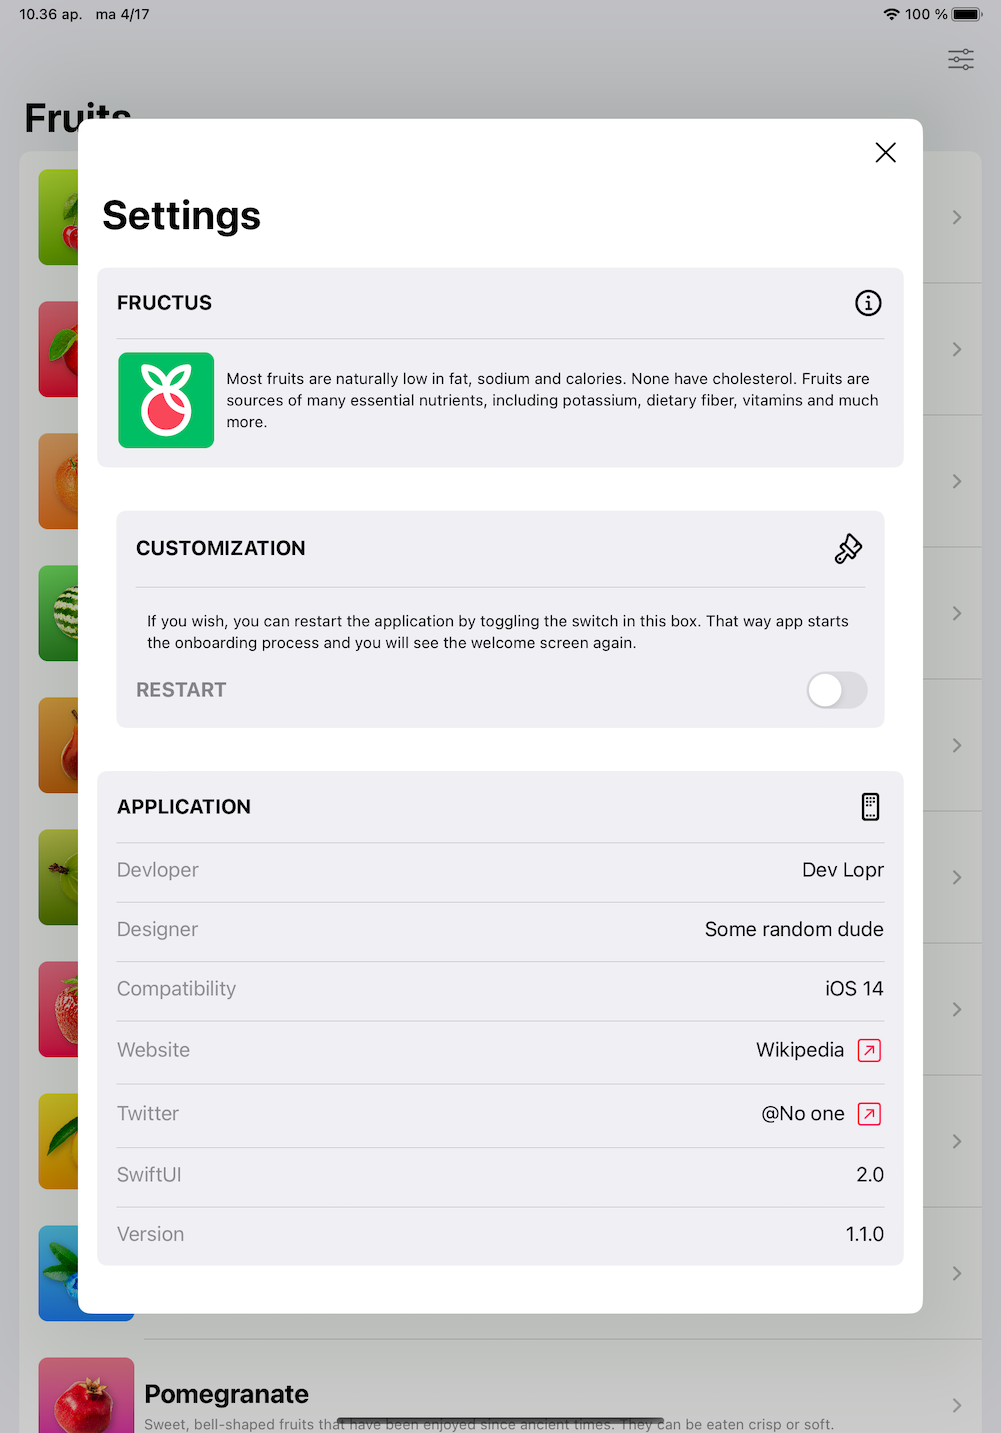 10.36 ap. ma 4/17
100 %
Fruits
Settings
FRUCTUS
Most fruits are naturally low in fat, sodium and calories. None have cholesterol. Fruits are
sources of many essential nutrients, including potassium, dietary fiber, vitamins and much
more.
CUSTOMIZATION
If you wish, you can restart the application by toggling the switch in this box. That way app starts
the onboarding process and you will see the welcome screen again.
RESTART
APPLICATION
Devloper Dev Lopr
Designer Some random dude
Compatibility iOS 14
Website Wikipedia
Twitter @No one
SwiftUI 2.0
Version 1.1.0
Pomegranate
Sweet, bell-shaped fruits that have been enjoyed since ancient times. They can be eaten crisp or soft.